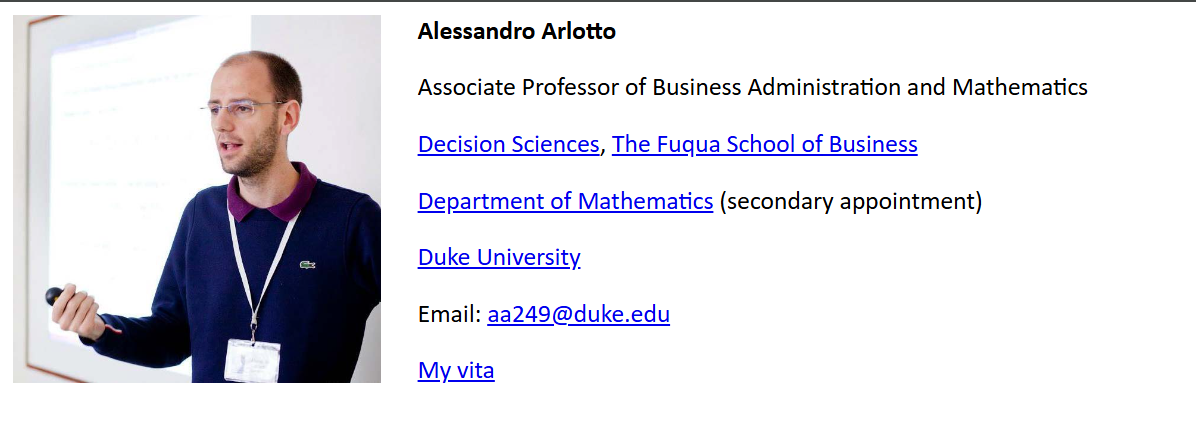 Alessandro Arlotto
Associate Professor of Business Administration and Mathematics
Decision Sciences, The Fuqua School of Business
Department of Mathematics (secondary appointment)
Duke University
Email: aa249@duke.edu
My vita